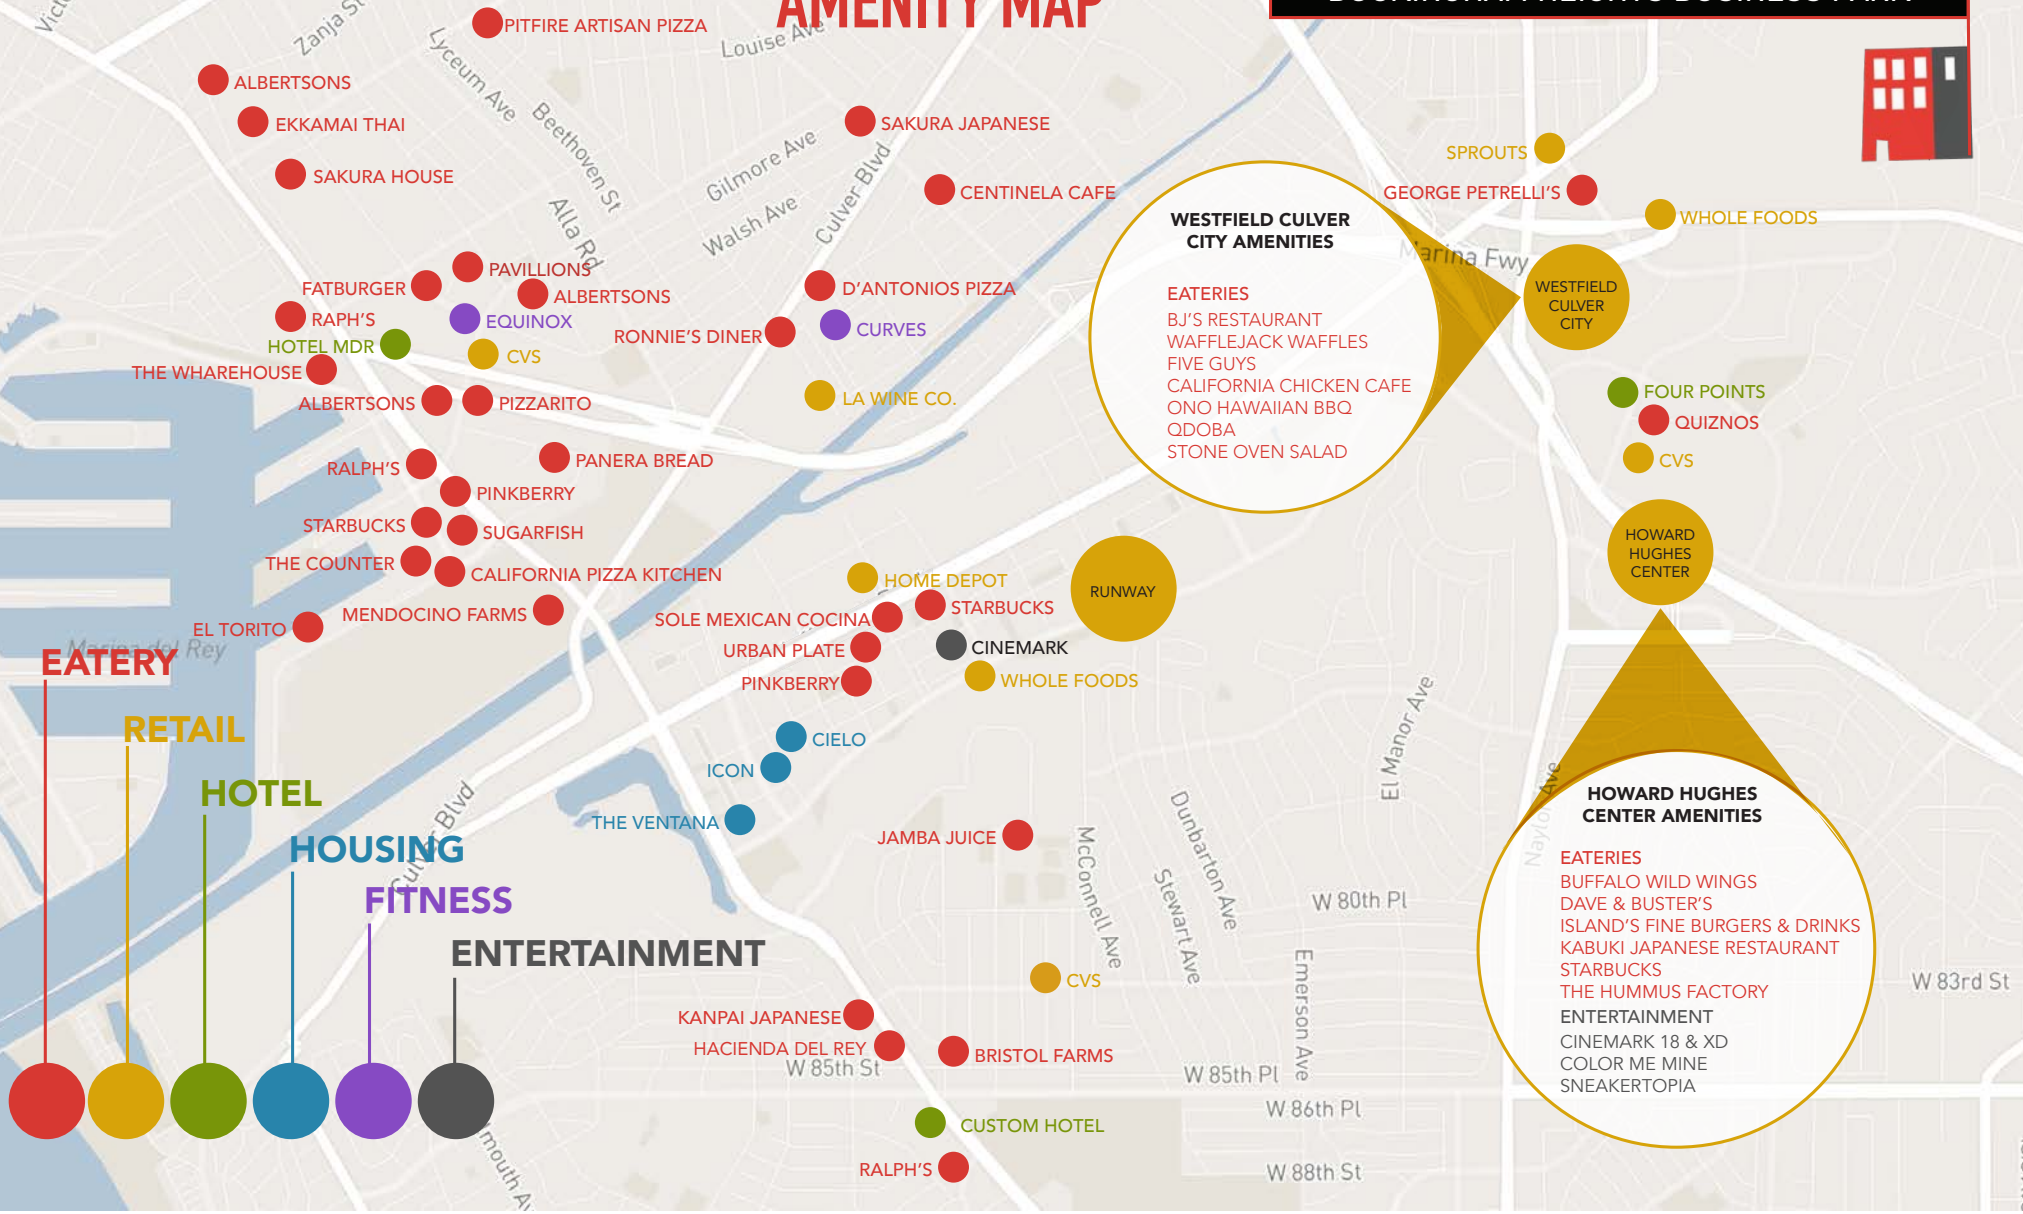 AMENITY MAP
Zanja St
PITFIRE ARTISAN PIZZA
Louise Ave
Lyceum Ave
ALBERTSONS
EKKAMAI THAI
SAKURA HOUSE
Beethoven St
Alla Rd
Gilmore Ave
Walsh Ave
Culver Blvd
SAKURA JAPANESE
CENTINELA CAFE
SPROUTS
GEORGE PETRELLI'S
WHOLE FOODS
Marina Fwy
WESTFIELD CULVER
CITY AMENITIES
EATERIES
BJ'S RESTAURANT
WAFFLEJACK WAFFLES
FIVE GUYS
CALIFORNIA CHICKEN CAFE
ONO HAWAIIAN BBQ
QDOBA
STONE OVEN SALAD
WESTFIELD
CULVER
CITY
PAVILLIONS
FATBURGER
ALBERTSONS
RAPH'S
EQUINOX
HOTEL MDR
CVS
THE WHAREHOUSE
ALBERTSONS
PIZZARITO
D'ANTONIOS PIZZA
RONNIE'S DINER
CURVES
LA WINE CO.
FOUR POINTS
QUIZNOS
CVS
RALPH'S
PANERA BREAD
PINKBERRY
STARBUCKS
SUGARFISH
THE COUNTER
CALIFORNIA PIZZA KITCHEN
MENDOCINO FARMS
EL TORITO
Marina del Rey
HOME DEPOT
STARBUCKS
SOLE MEXICAN COCINA
URBAN PLATE
CINEMARK
PINKBERRY
WHOLE FOODS
RUNWAY
HOWARD
HUGHES
CENTER
EATERY
RETAIL
HOTEL
HOUSING
FITNESS
ENTERTAINMENT
Culver Blvd
CIELO
ICON
THE VENTANA
JAMBA JUICE
McConnell Ave
Dunbarton Ave
Stewart Ave
El Manor Ave
Naylor Ave
W 80th Pl
Emerson Ave
HOWARD HUGHES
CENTER AMENITIES
EATERIES
BUFFALO WILD WINGS
DAVE & BUSTER'S
ISLAND'S FINE BURGERS & DRINKS
KABUKI JAPANESE RESTAURANT
STARBUCKS
THE HUMMUS FACTORY
ENTERTAINMENT
CINEMARK 18 & XD
COLOR ME MINE
SNEAKERTOPIA
W 83rd St
CVS
KANPAI JAPANESE
HACIENDA DEL REY
BRISTOL FARMS
W 85th St
W 85th Pl
W 86th Pl
CUSTOM HOTEL
RALPH'S
W 88th St